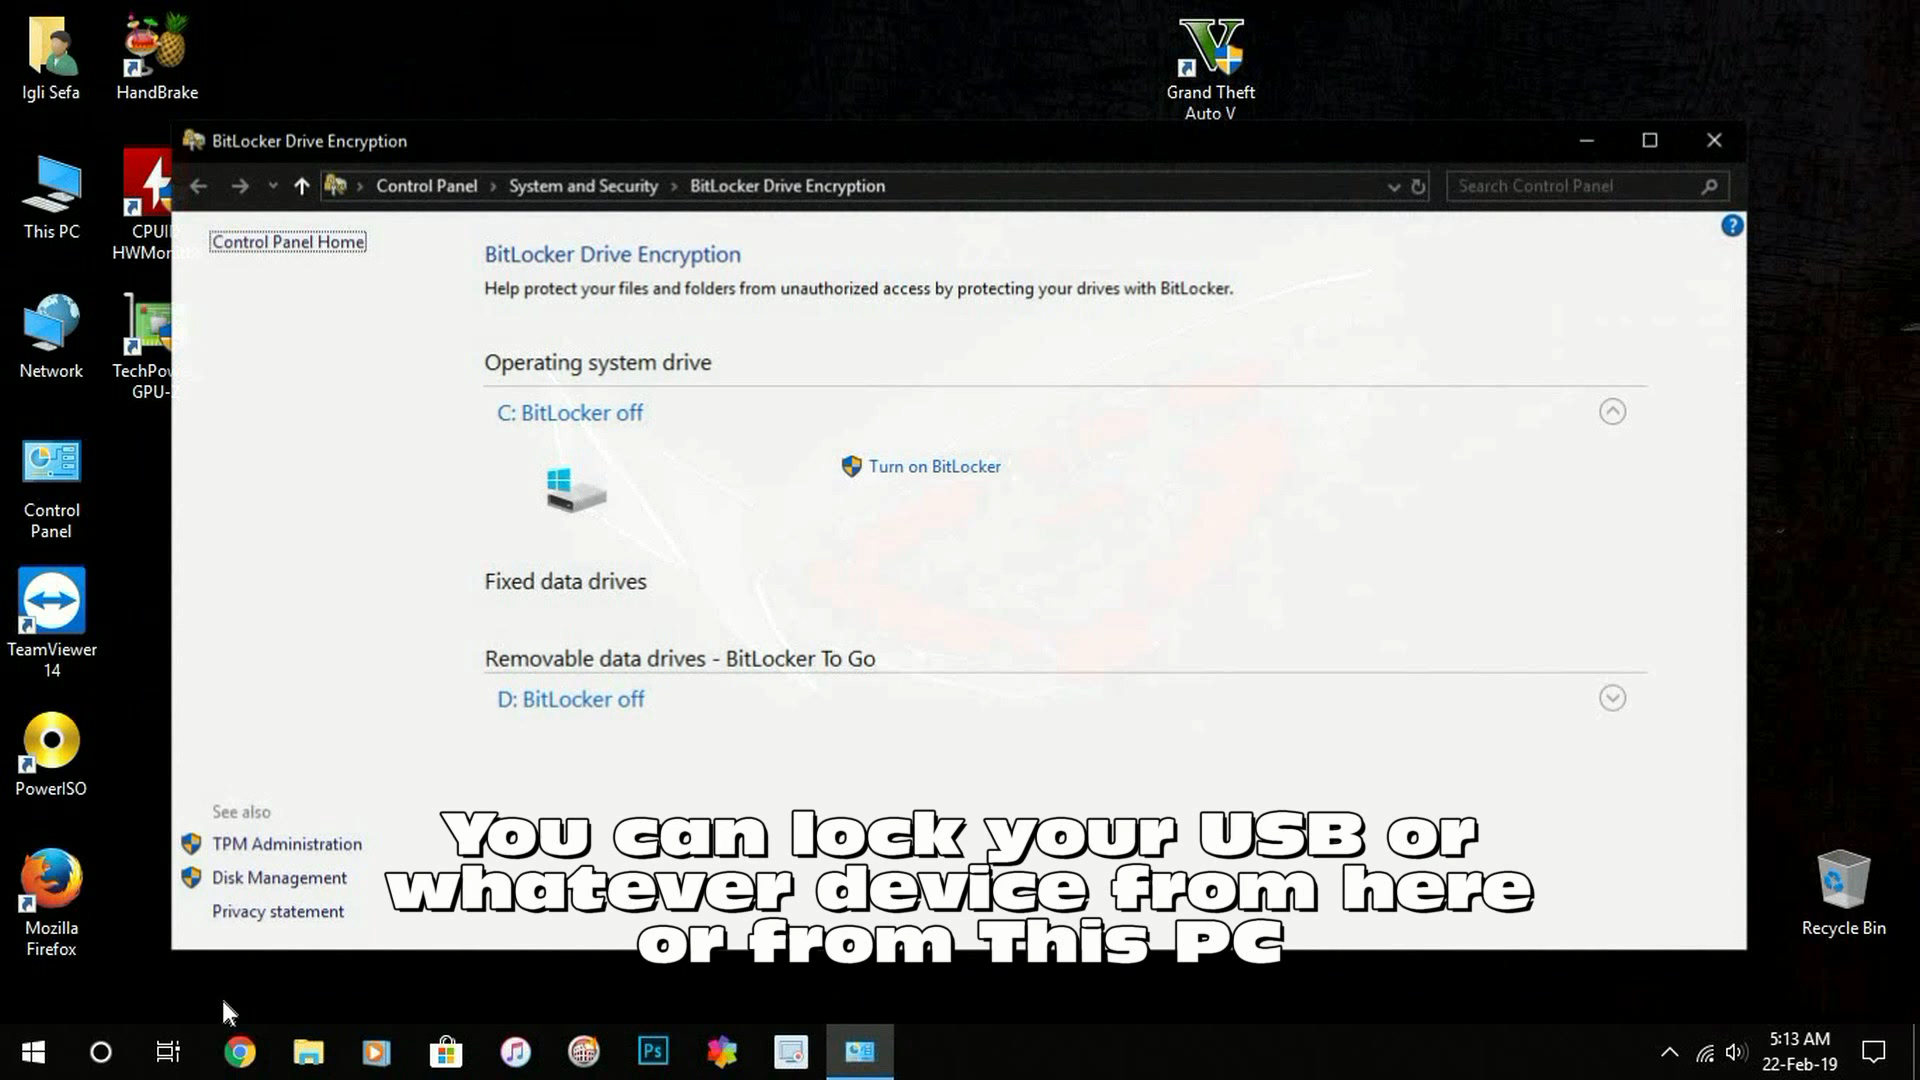 Igli Sefa
HandBrake
Grand Theft
Auto V
BitLocker Drive Encryption
Control Panel
System and Security
BitLocker Drive Encryption
Search Control Panel
This PC
CPUI
HWMon
Control Panel Home
?
BitLocker Drive Encryption
Help protect your files and folders from unauthorized access by protecting your drives with BitLocker.
Network
TechPow
GPU-
Operating system drive
C: BitLocker off
Turn on BitLocker
Control
Panel
Fixed data drives
TeamViewer
14
Removable data drives - BitLocker To Go
D: BitLocker off
PowerISO
See also
TPM Administration
Disk Management
Privacy statement
You can lock your USB or
whatever device from here
or from This PC
Mozilla
Firefox
Recycle Bin
Ps
5:13 AM
22-Feb-19